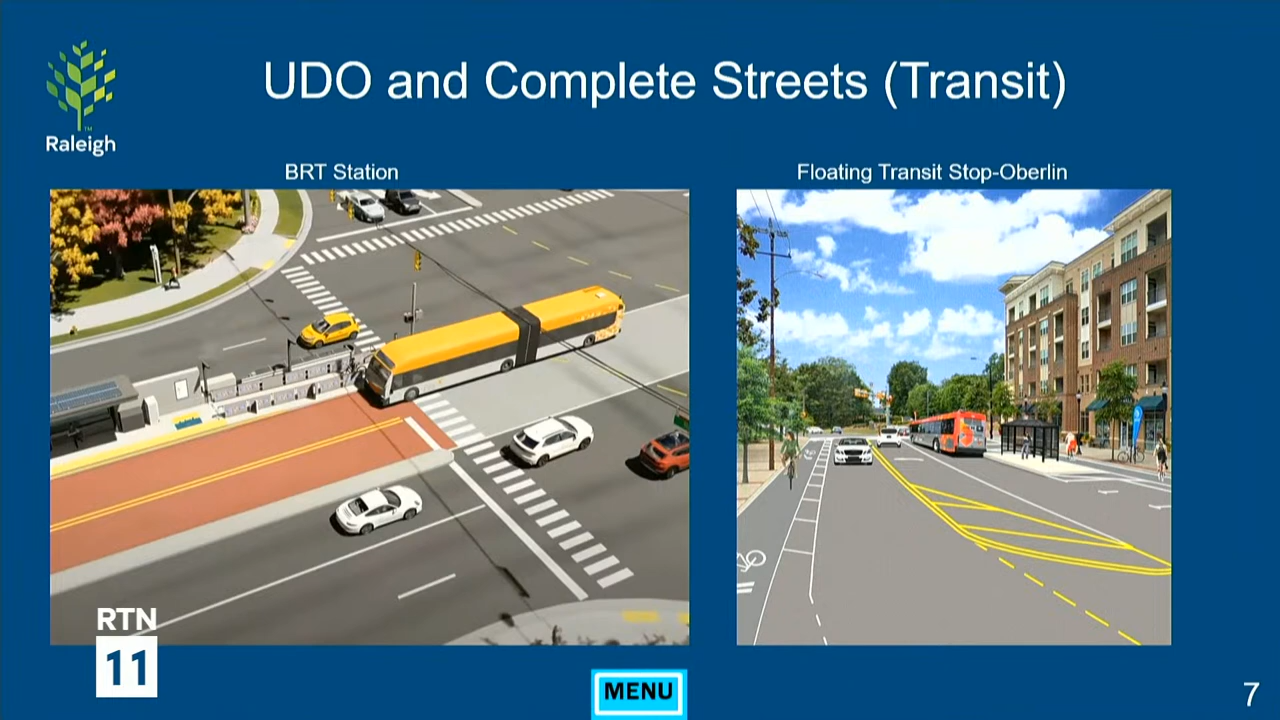 UDO and Complete Streets (Transit)
Raleigh
BRT Station
Floating Transit Stop-Oberlin
RTN
11
MENU
7